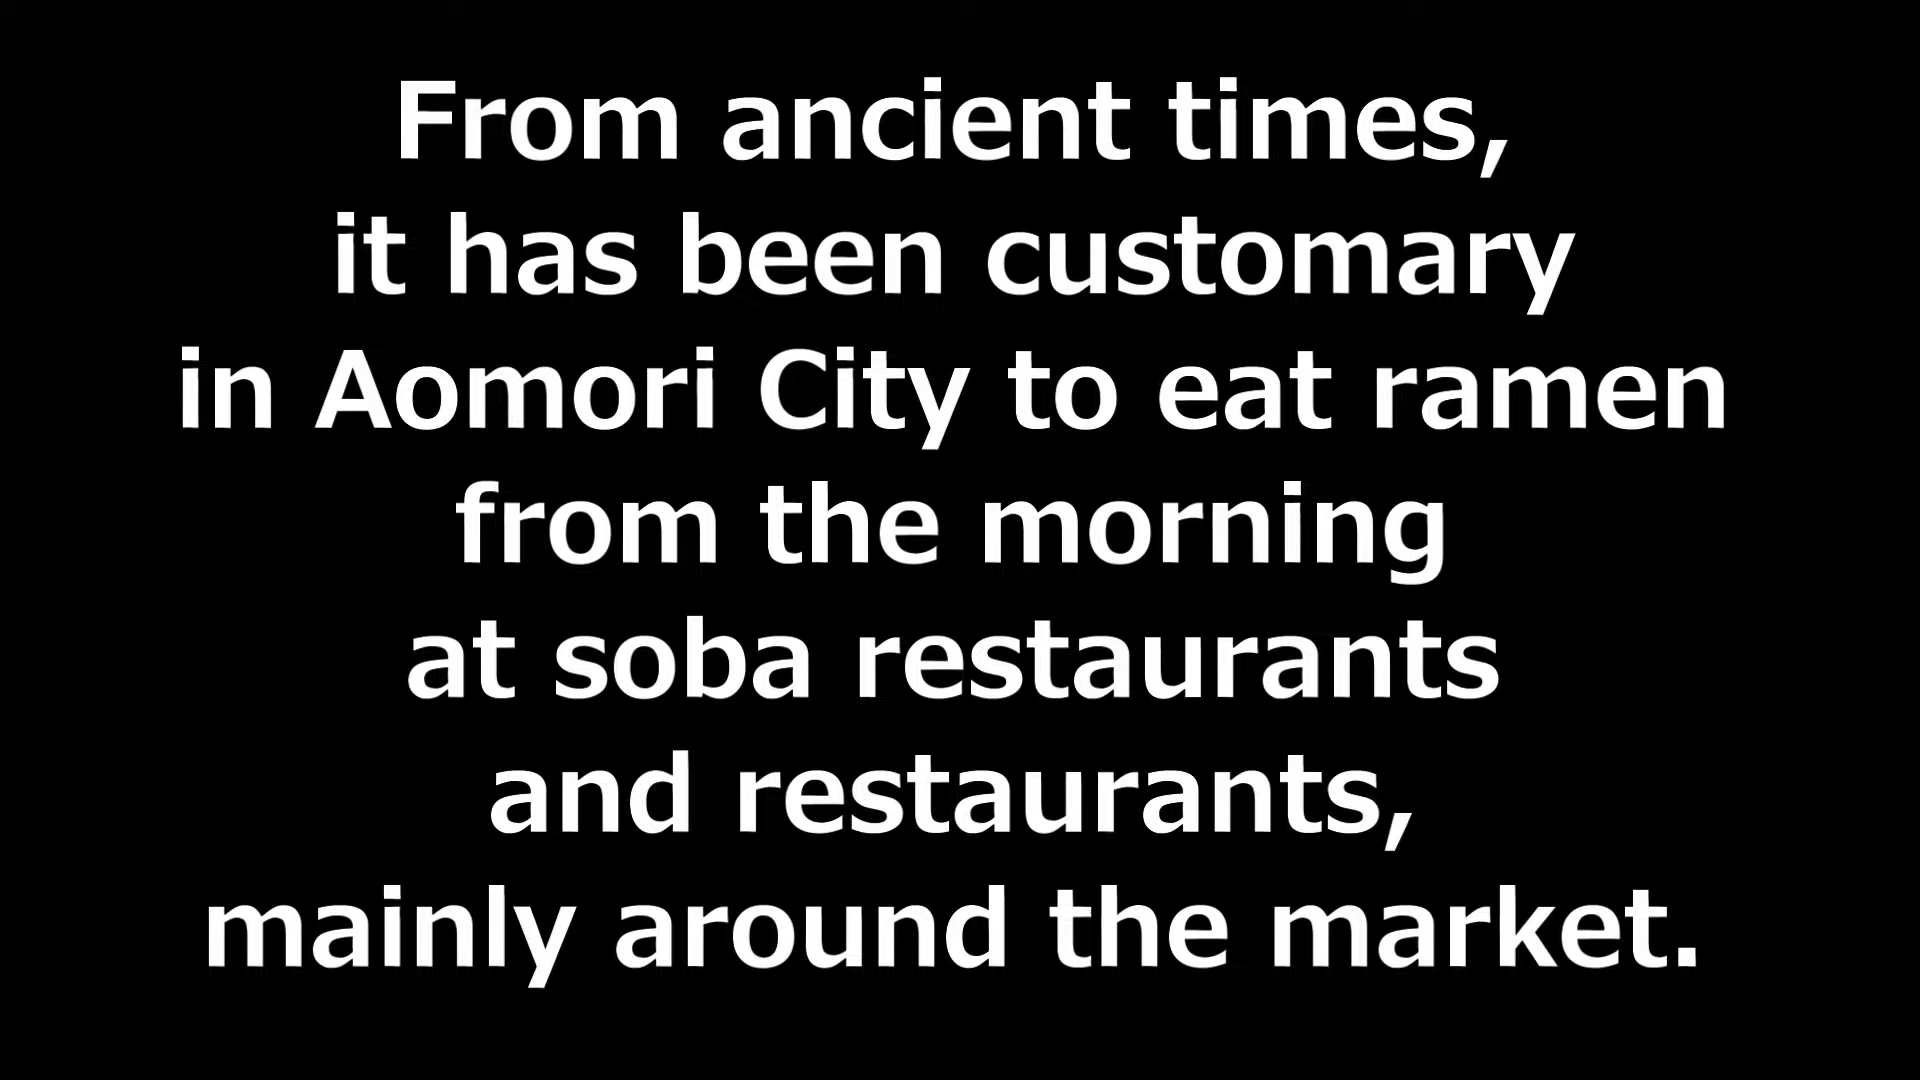 From ancient times,
it has been customary
in Aomori City to eat ramen
from the morning
at soba restaurants
and restaurants,
mainly around the market.